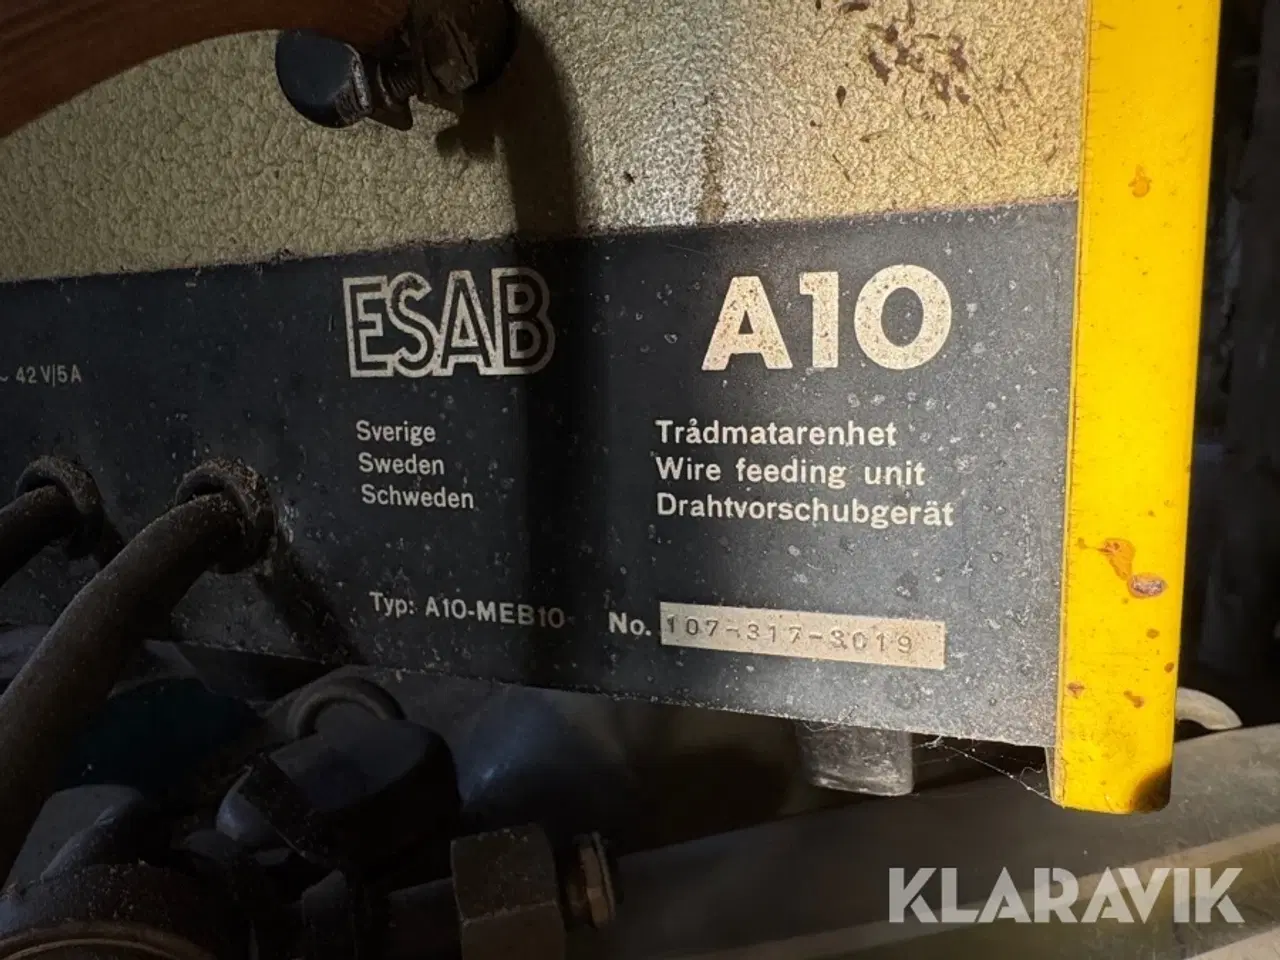 ESAB
A10
~ 42 V/5 A
Sverige
Sweden
Schweden
Trådmatarenhet
Wire feeding unit
Drahtvorschubgerät
Typ: A10-MEB10
No. 107-317-3019
KLARAVIK